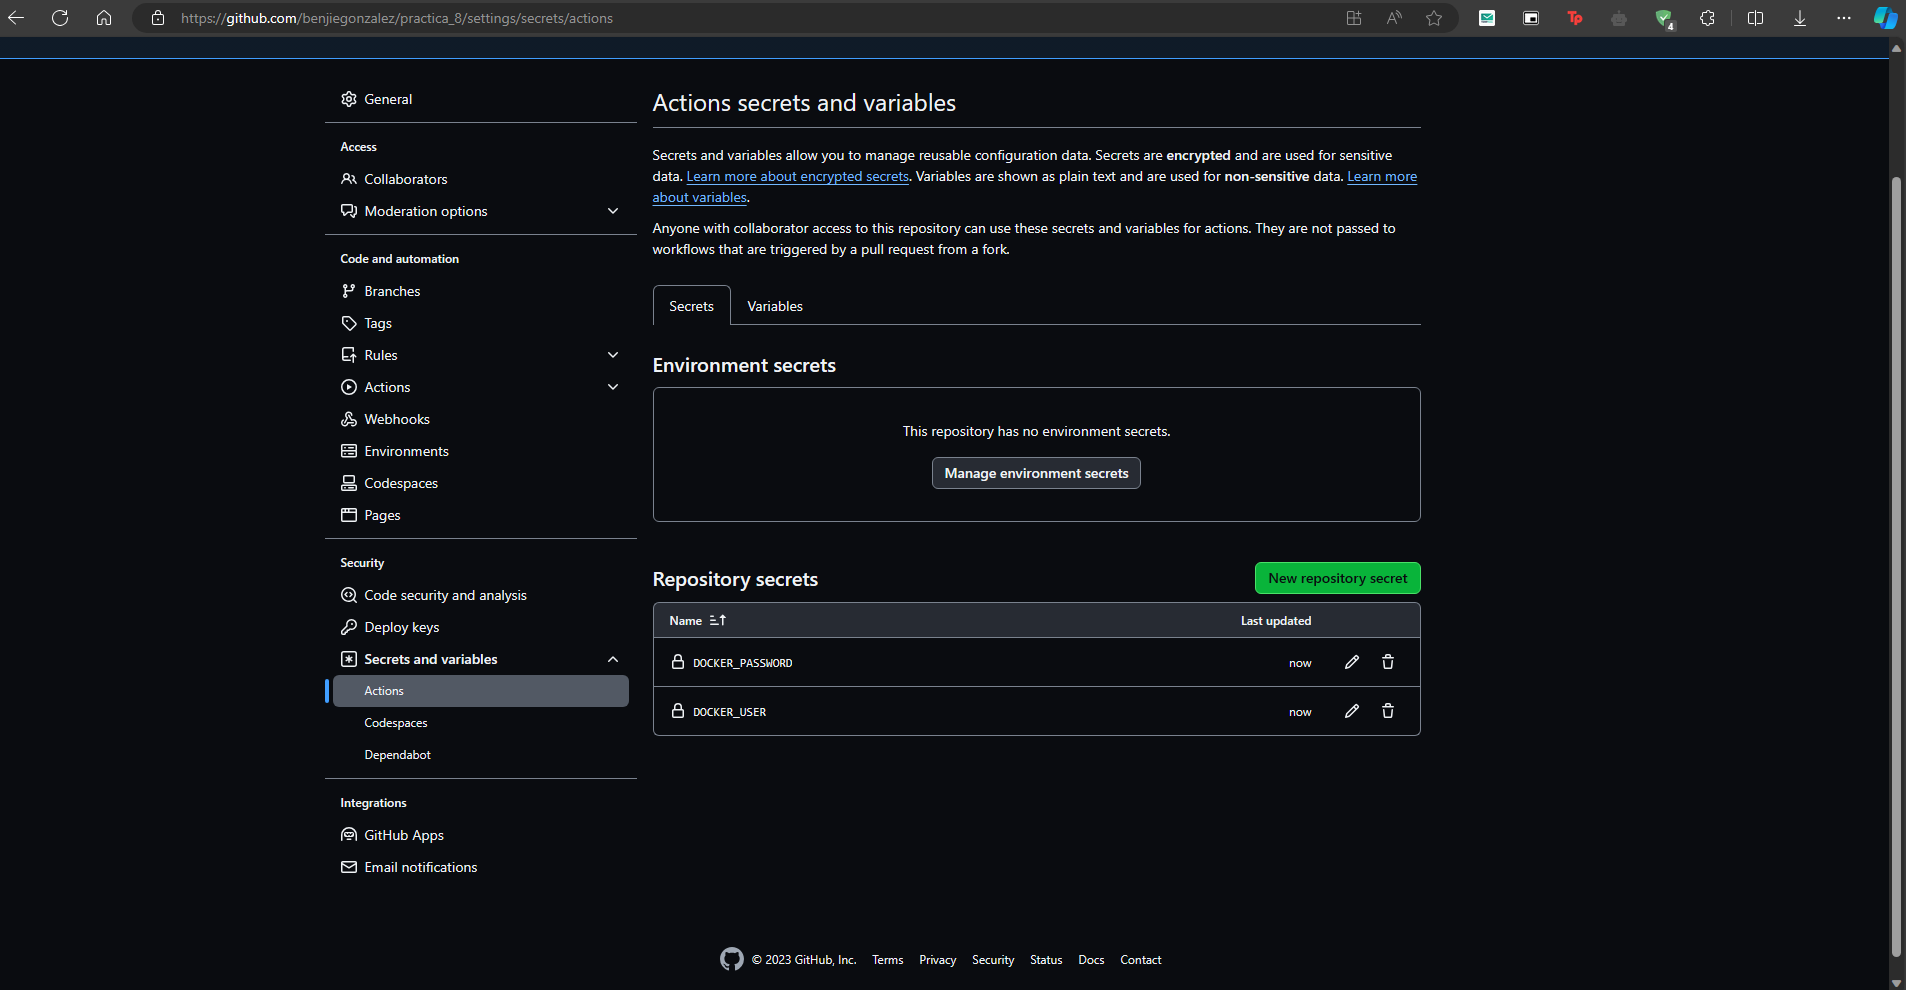 https://github.com/benjiegonzalez/practica_8/settings/secrets/actions
4
General
Access
Collaborators
Moderation options
Code and automation
Branches
Tags
Rules
Actions
Webhooks
Environments
Codespaces
Pages
Security
Code security and analysis
Deploy keys
Secrets and variables
Actions
Codespaces
Dependabot
Integrations
GitHub Apps
Email notifications
Actions secrets and variables
Secrets and variables allow you to manage reusable configuration data. Secrets are encrypted and are used for sensitive
data. Learn more about encrypted secrets. Variables are shown as plain text and are used for non-sensitive data. Learn more
about variables.
Anyone with collaborator access to this repository can use these secrets and variables for actions. They are not passed to
workflows that are triggered by a pull request from a fork.
Secrets Variables
Environment secrets
This repository has no environment secrets.
Manage environment secrets
Repository secrets New repository secret
Name Last updated
DOCKER_PASSWORD now
DOCKER_USER now
© 2023 GitHub, Inc. Terms Privacy Security Status Docs Contact